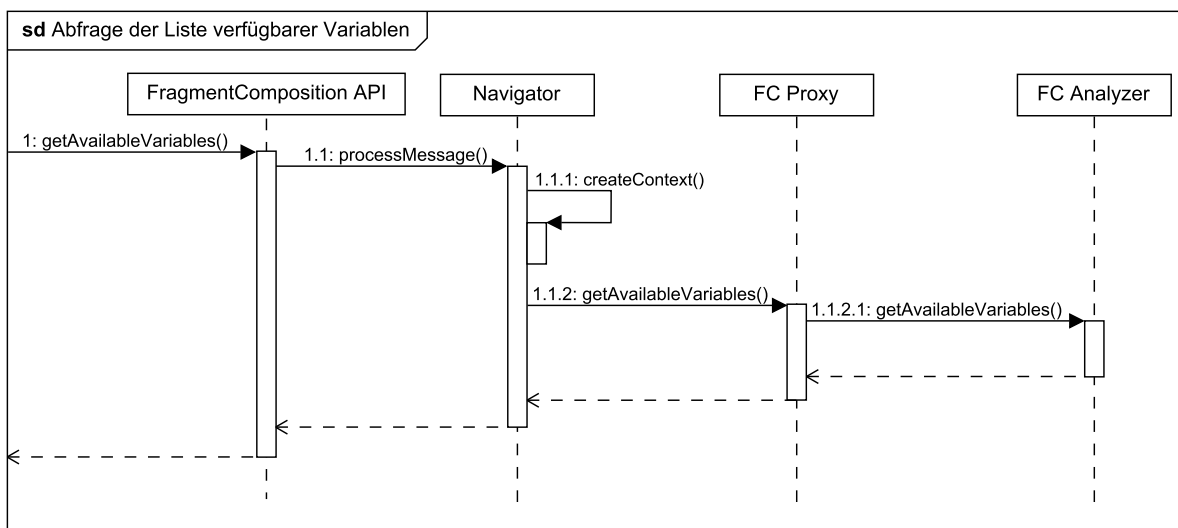 sd Abfrage der Liste verfügbarer Variablen
FragmentComposition API
Navigator
FC Proxy
FC Analyzer
1: getAvailableVariables()
1.1: processMessage()
1.1.1: createContext()
1.1.2: getAvailableVariables()
1.1.2.1: getAvailableVariables()